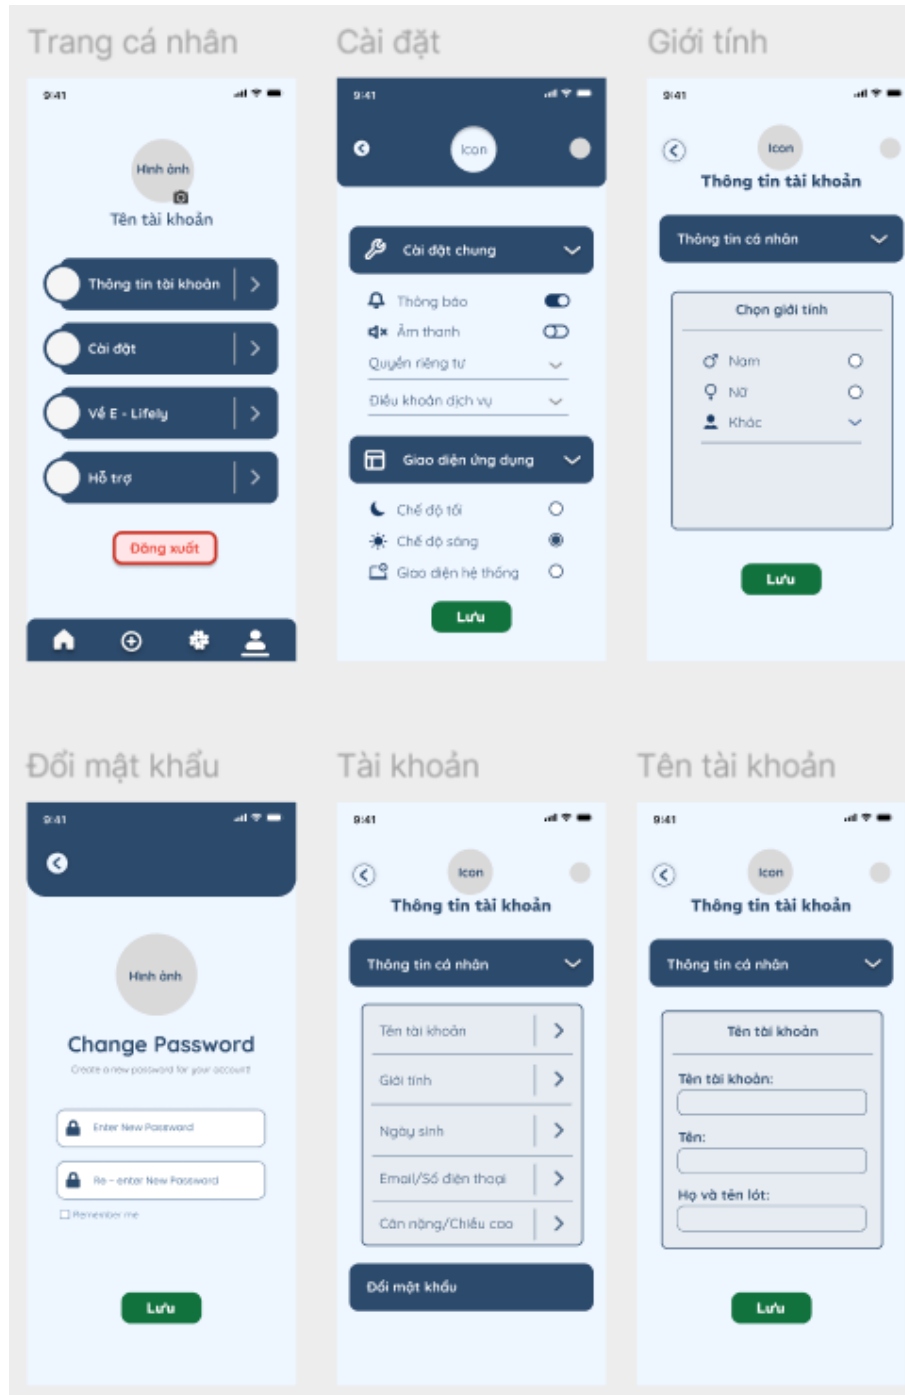 Trang cá nhân
9:41
Hình ảnh
Tên tài khoản
Thông tin tài khoản
Cài đặt
Về E - Lifely
Hỗ trợ
Đăng xuất
Cài đặt
9:41
Icon
Cài đặt chung
Thông báo
Âm thanh
Quyền riêng tư
Điều khoản dịch vụ
Giao diện ứng dụng
Chế độ tối
Chế độ sáng
Giao diện hệ thống
Lưu
Giới tính
9:41
Icon
Thông tin tài khoản
Thông tin cá nhân
Chọn giới tính
Nam
Nữ
Khác
Lưu
Đổi mật khẩu
9:41
Hình ảnh
Change Password
Create a new password for your account!
Enter New Password
Re - enter New Password
Remember me
Lưu
Tài khoản
9:41
Icon
Thông tin tài khoản
Thông tin cá nhân
Tên tài khoản
Giới tính
Ngày sinh
Email/Số điện thoại
Cân nặng/Chiều cao
Đổi mật khẩu
Tên tài khoản
9:41
Icon
Thông tin tài khoản
Thông tin cá nhân
Tên tài khoản
Tên tài khoản:
Tên:
Họ và tên lót:
Lưu